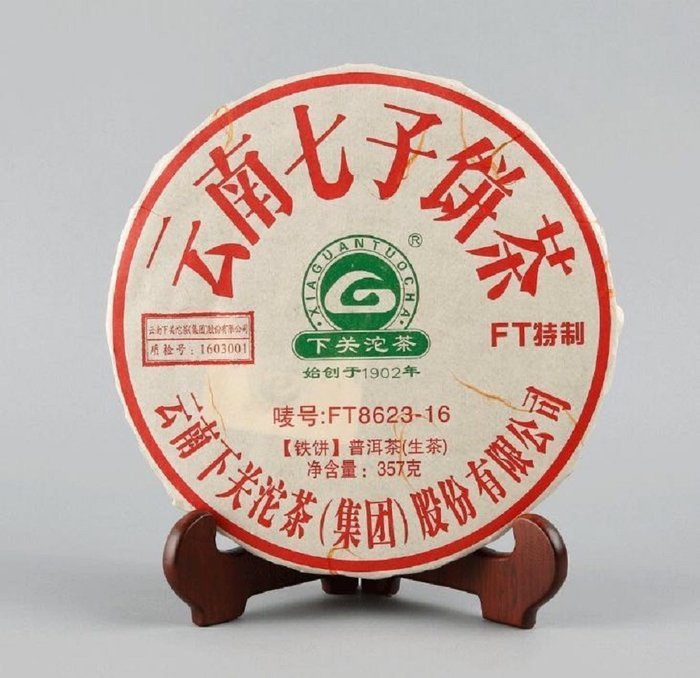 云南七子饼茶
XIAGUANTUOCHA
®
下关沱茶
始创于1902年
FT特制
云南下关沱茶(集团)股份有限公司
质检号:1603001
唛号:FT8623-16
【铁饼】普洱茶(生茶)
净含量:357克
云南下关沱茶(集团)股份有限公司